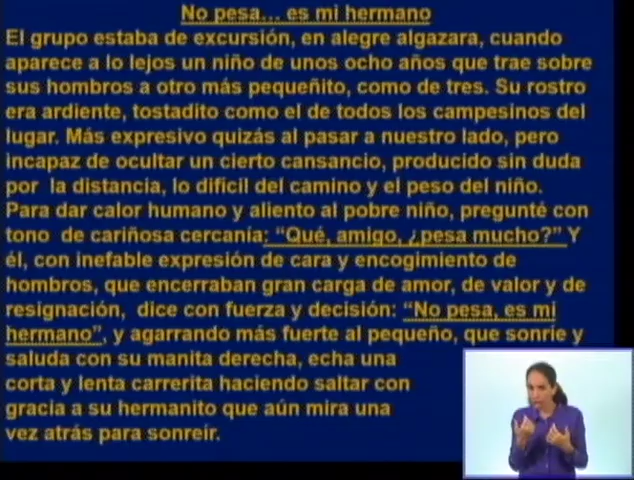 No pesa... es mi hermano
El grupo estaba de excursión, en alegre algazara, cuando
aparece a lo lejos un niño de unos ocho años que trae sobre
sus hombros a otro más pequeñito, como de tres. Su rostro
era ardiente, tostadito como el de todos los campesinos del
lugar. Más expresivo quizás al pasar a nuestro lado, pero
incapaz de ocultar un cierto cansancio, producido sin duda
por la distancia, lo difícil del camino y el peso del niño.
Para dar calor humano y aliento al pobre niño, pregunté con
tono de cariñosa cercanía: “Qué, amigo, ¿pesa mucho?” Y
él, con inefable expresión de cara y encogimiento de
hombros, que encerraban gran carga de amor, de valor y de
resignación, dice con fuerza y decisión: “No pesa, es mi
hermano”, y agarrando más fuerte al pequeño, que sonríe y
saluda con su manita derecha, echa una
corta y lenta carrerita haciendo saltar con
gracia a su hermanito que aún mira una
vez atrás para sonreír.